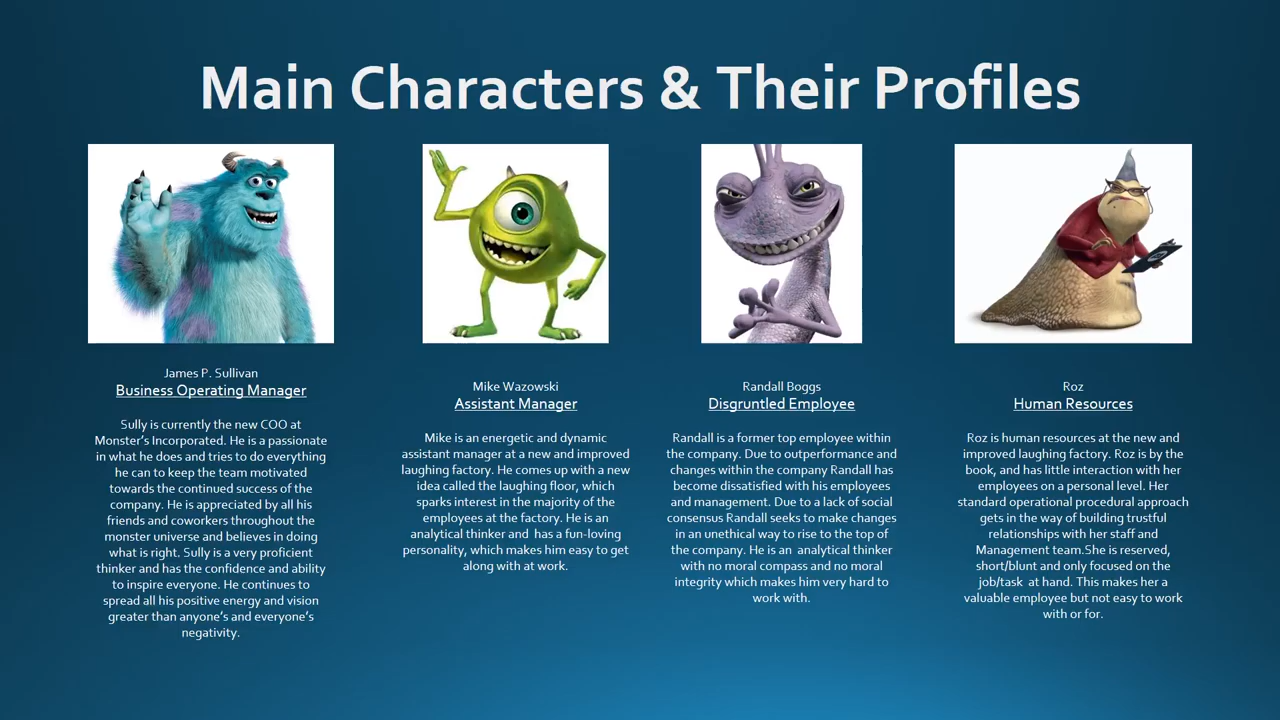 Main Characters & Their Profiles
James P. Sullivan
Business Operating Manager
Sully is currently the new COO at
Monster's Incorporated. He is a passionate
in what he does and tries to do everything
he can to keep the team motivated
towards the continued success of the
company. He is appreciated by all his
friends and coworkers throughout the
monster universe and believes in doing
what is right. Sully is a very proficient
thinker and has the confidence and ability
to inspire everyone. He continues to
spread all his positive energy and vision
greater than anyone's and everyone's
negativity.
Mike Wazowski
Assistant Manager
Mike is an energetic and dynamic
assistant manager at a new and improved
laughing factory. He comes up with a new
idea called the laughing floor, which
sparks interest in the majority of the
employees at the factory. He is an
analytical thinker and  has a fun-loving
personality, which makes him easy to get
along with at work.
Randall Boggs
Disgruntled Employee
Randall is a former top employee within
the company. Due to outperformance and
changes within the company Randall has
become dissatisfied with his employees
and management. Due to a lack of social
consensus Randall seeks to make changes
in an unethical way to rise to the top of
the company. He is an  analytical thinker
with no moral compass and no moral
integrity which makes him very hard to
work with.
Roz
Human Resources
Roz is human resources at the new and
improved laughing factory. Roz is by the
book, and has little interaction with her
employees on a personal level. Her
standard operational procedural approach
gets in the way of building trustful
relationships with her staff and
Management team.She is reserved,
short/blunt and only focused on the
job/task  at hand. This makes her a
valuable employee but not easy to work
with or for.